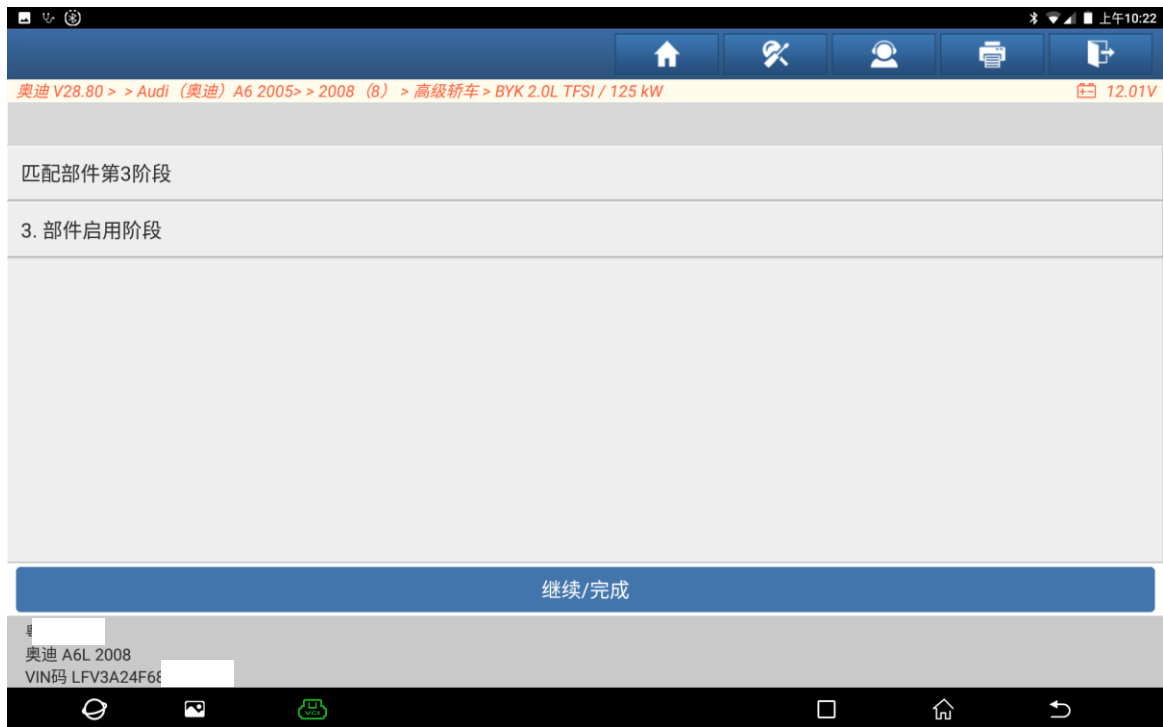 上午10:22
奥迪 V28.80 > > Audi（奥迪）A6 2005> > 2008（8） > 高级轿车 > BYK 2.0L TFSI / 125 kW
12.01V
匹配部件第3阶段
3. 部件启用阶段
继续/完成
奥迪 A6L 2008
VIN码 LFV3A24F68
VCI